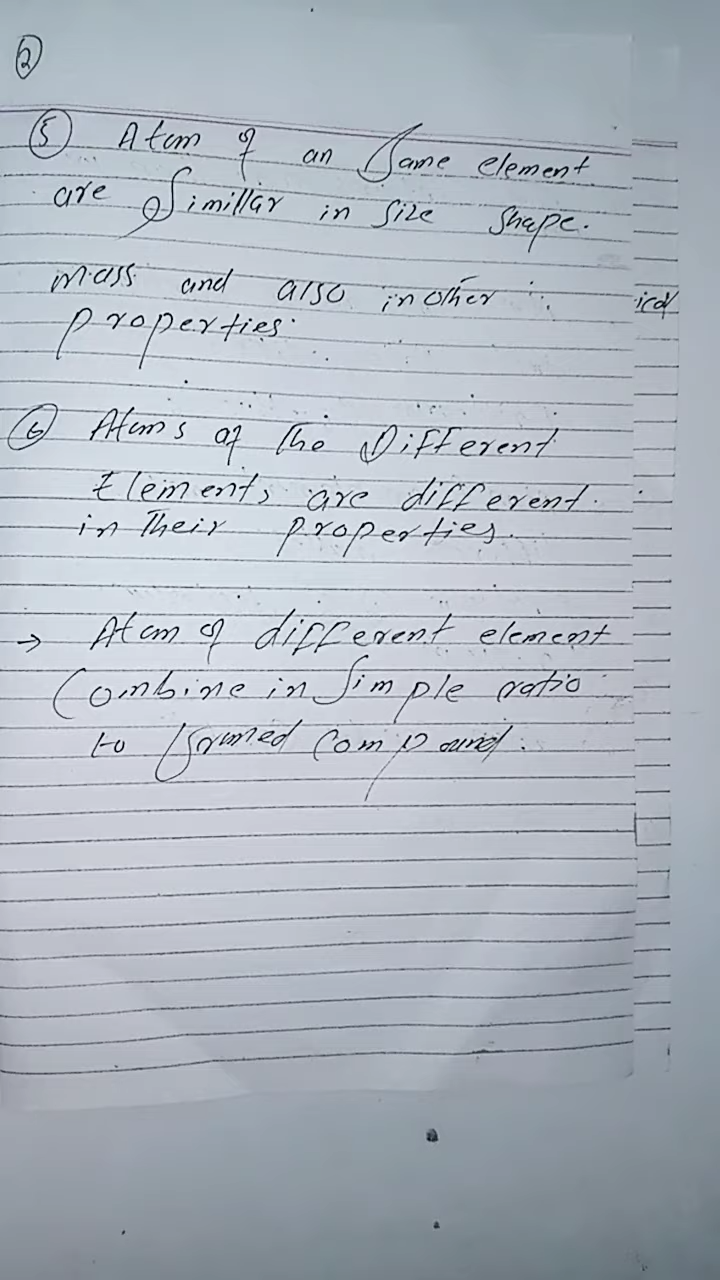 ②
⑤ Atom of an Same element
are Simillar in Size Shape.
mass and also in other
properties.
⑥ Atoms of the Different
Elements are different.
in Their properties.
→ Atom of different element
Combine in Simple ratio
to formed Compound.